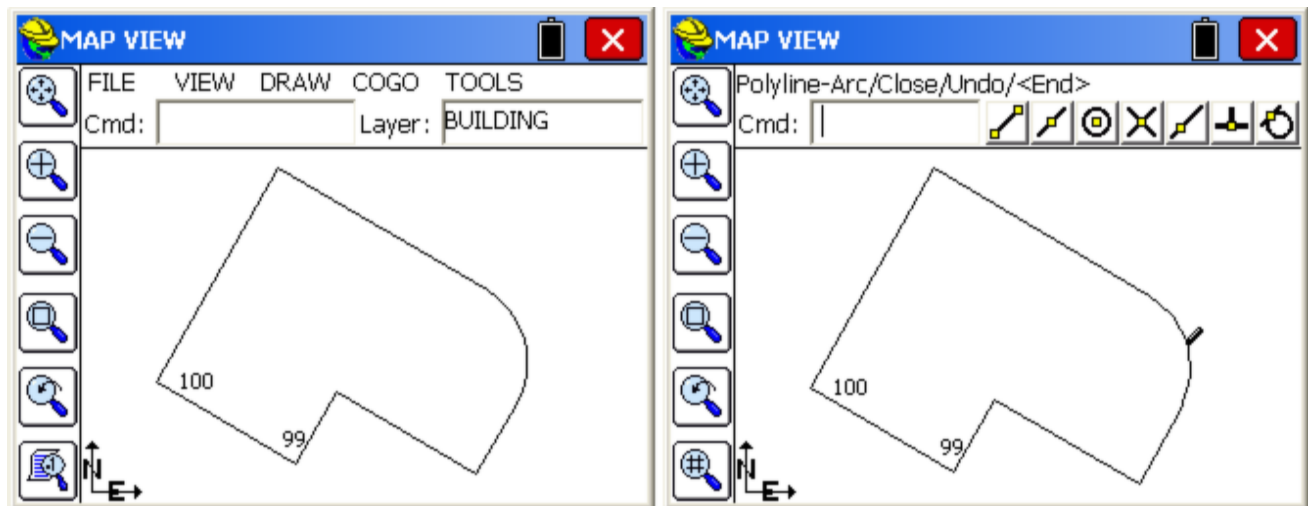 MAP VIEW
FILE VIEW DRAW COGO TOOLS
Cmd: Layer: BUILDING
100
99
N
E
MAP VIEW
Polyline-Arc/Close/Undo/<End>
Cmd:
100
99
N
E